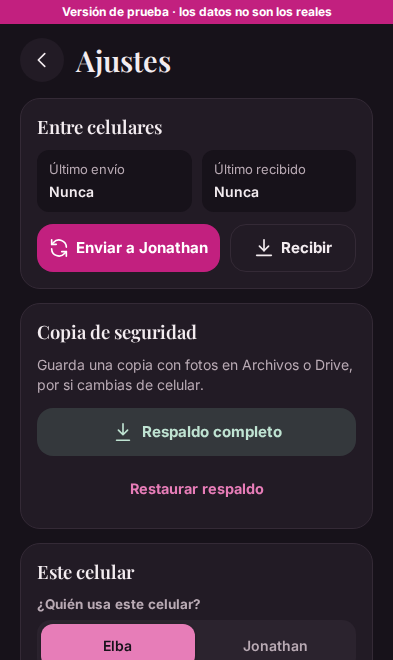 Versión de prueba · los datos no son los reales
Ajustes
Entre celulares
Último envío
Nunca
Último recibido
Nunca
Enviar a Jonathan
Recibir
Copia de seguridad
Guarda una copia con fotos en Archivos o Drive,
por si cambias de celular.
Respaldo completo
Restaurar respaldo
Este celular
¿Quién usa este celular?
Elba
Jonathan